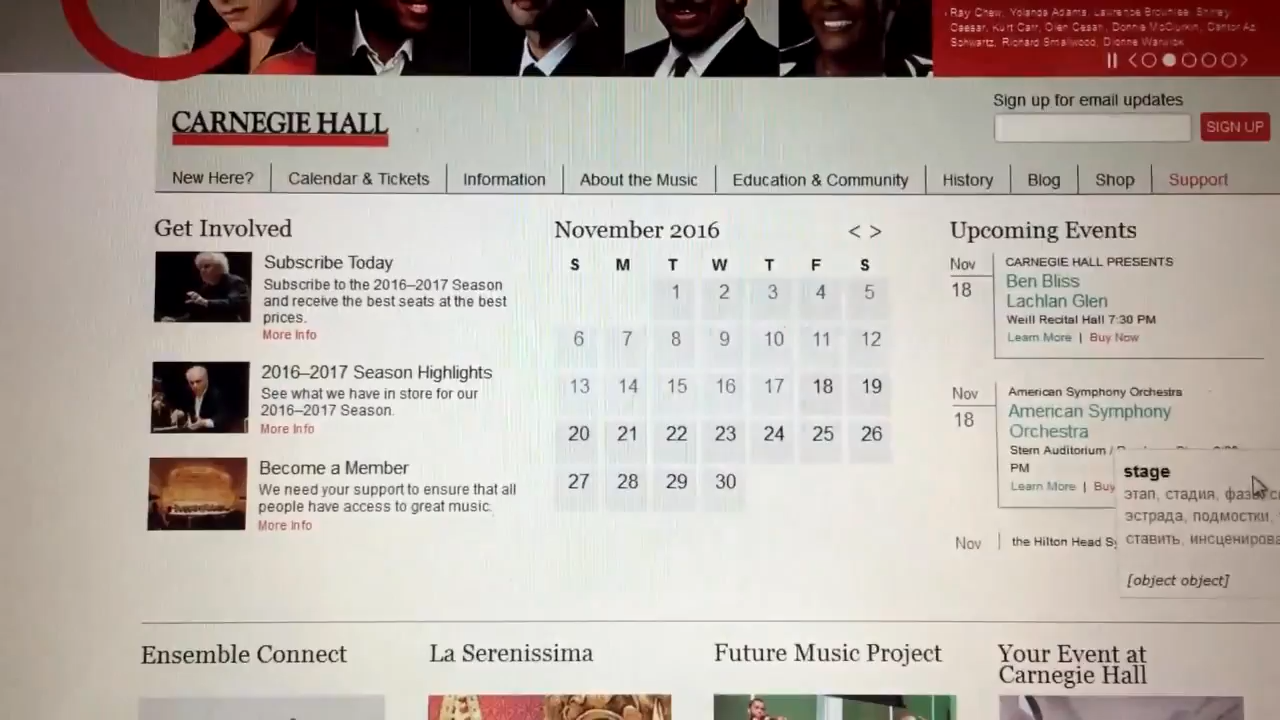 Ray Chew, Yolanda Adams, Lawrence Brownlee, Shirley
Caesar, Kurt Carr, Olen Cesari, Donnie McClurkin, Cantor Az
Schwartz, Richard Smallwood, Dionne Warwick
CARNEGIE HALL
Sign up for email updates
SIGN UP
New Here?
Calendar & Tickets
Information
About the Music
Education & Community
History
Blog
Shop
Support
Get Involved
Subscribe Today
Subscribe to the 2016–2017 Season
and receive the best seats at the best
prices.
More Info
2016–2017 Season Highlights
See what we have in store for our
2016–2017 Season.
More Info
Become a Member
We need your support to ensure that all
people have access to great music.
More Info
November 2016 < >
S M T W T F S
1 2 3 4 5
6 7 8 9 10 11 12
13 14 15 16 17 18 19
20 21 22 23 24 25 26
27 28 29 30
Upcoming Events
Nov
18
CARNEGIE HALL PRESENTS
Ben Bliss
Lachlan Glen
Weill Recital Hall 7:30 PM
Learn More | Buy Now
Nov
18
American Symphony Orchestra
American Symphony
Orchestra
Stern Auditorium /
PM
Learn More | Buy
Nov
the Hilton Head Sy
stage
этап, стадия,
эстрада, подмостки,
ставить, инсцениров
[object object]
Ensemble Connect
La Serenissima
Future Music Project
Your Event at
Carnegie Hall